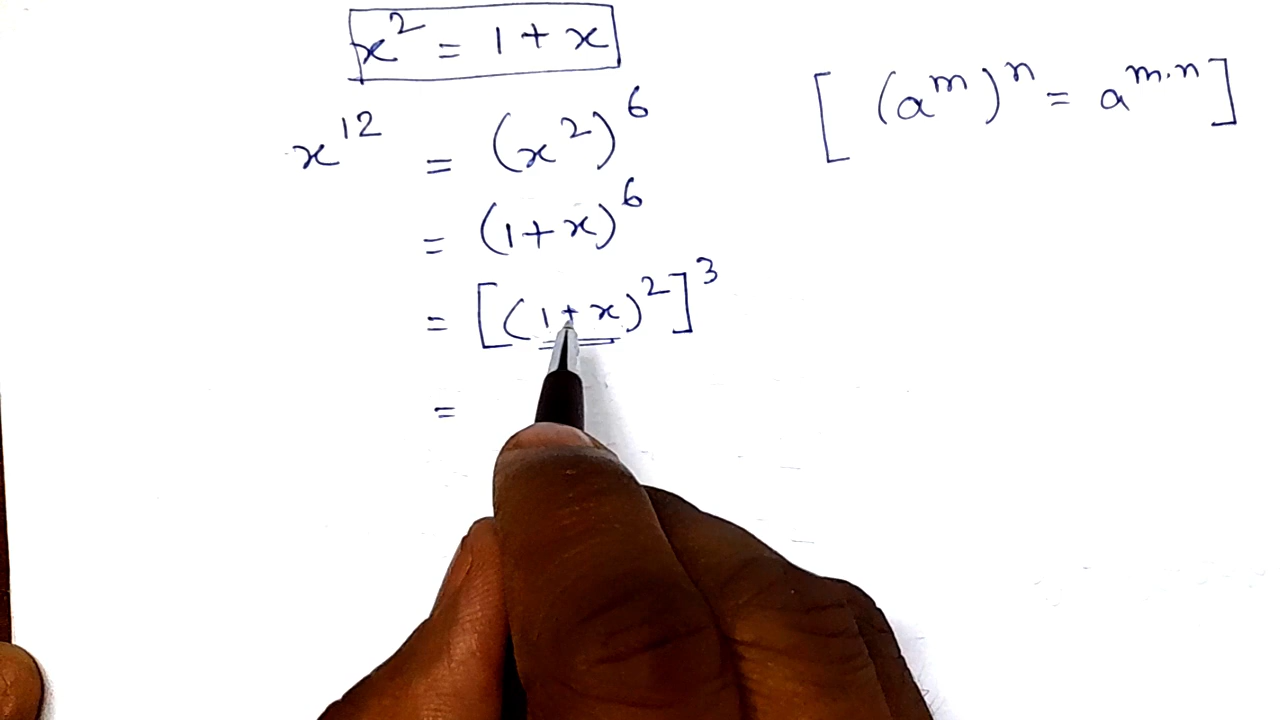 x² = 1 + x
[ (aᵐ)ⁿ = aᵐ·ⁿ ]
x¹² = (x²)⁶
= (1+x)⁶
= [(1+x)²]³
=